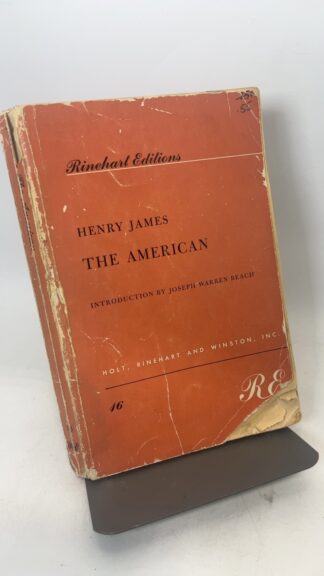 Rinehart Editions
HENRY JAMES
THE AMERICAN
INTRODUCTION BY JOSEPH WARREN BEACH
HOLT, RINEHART AND WINSTON, INC.
16
RE